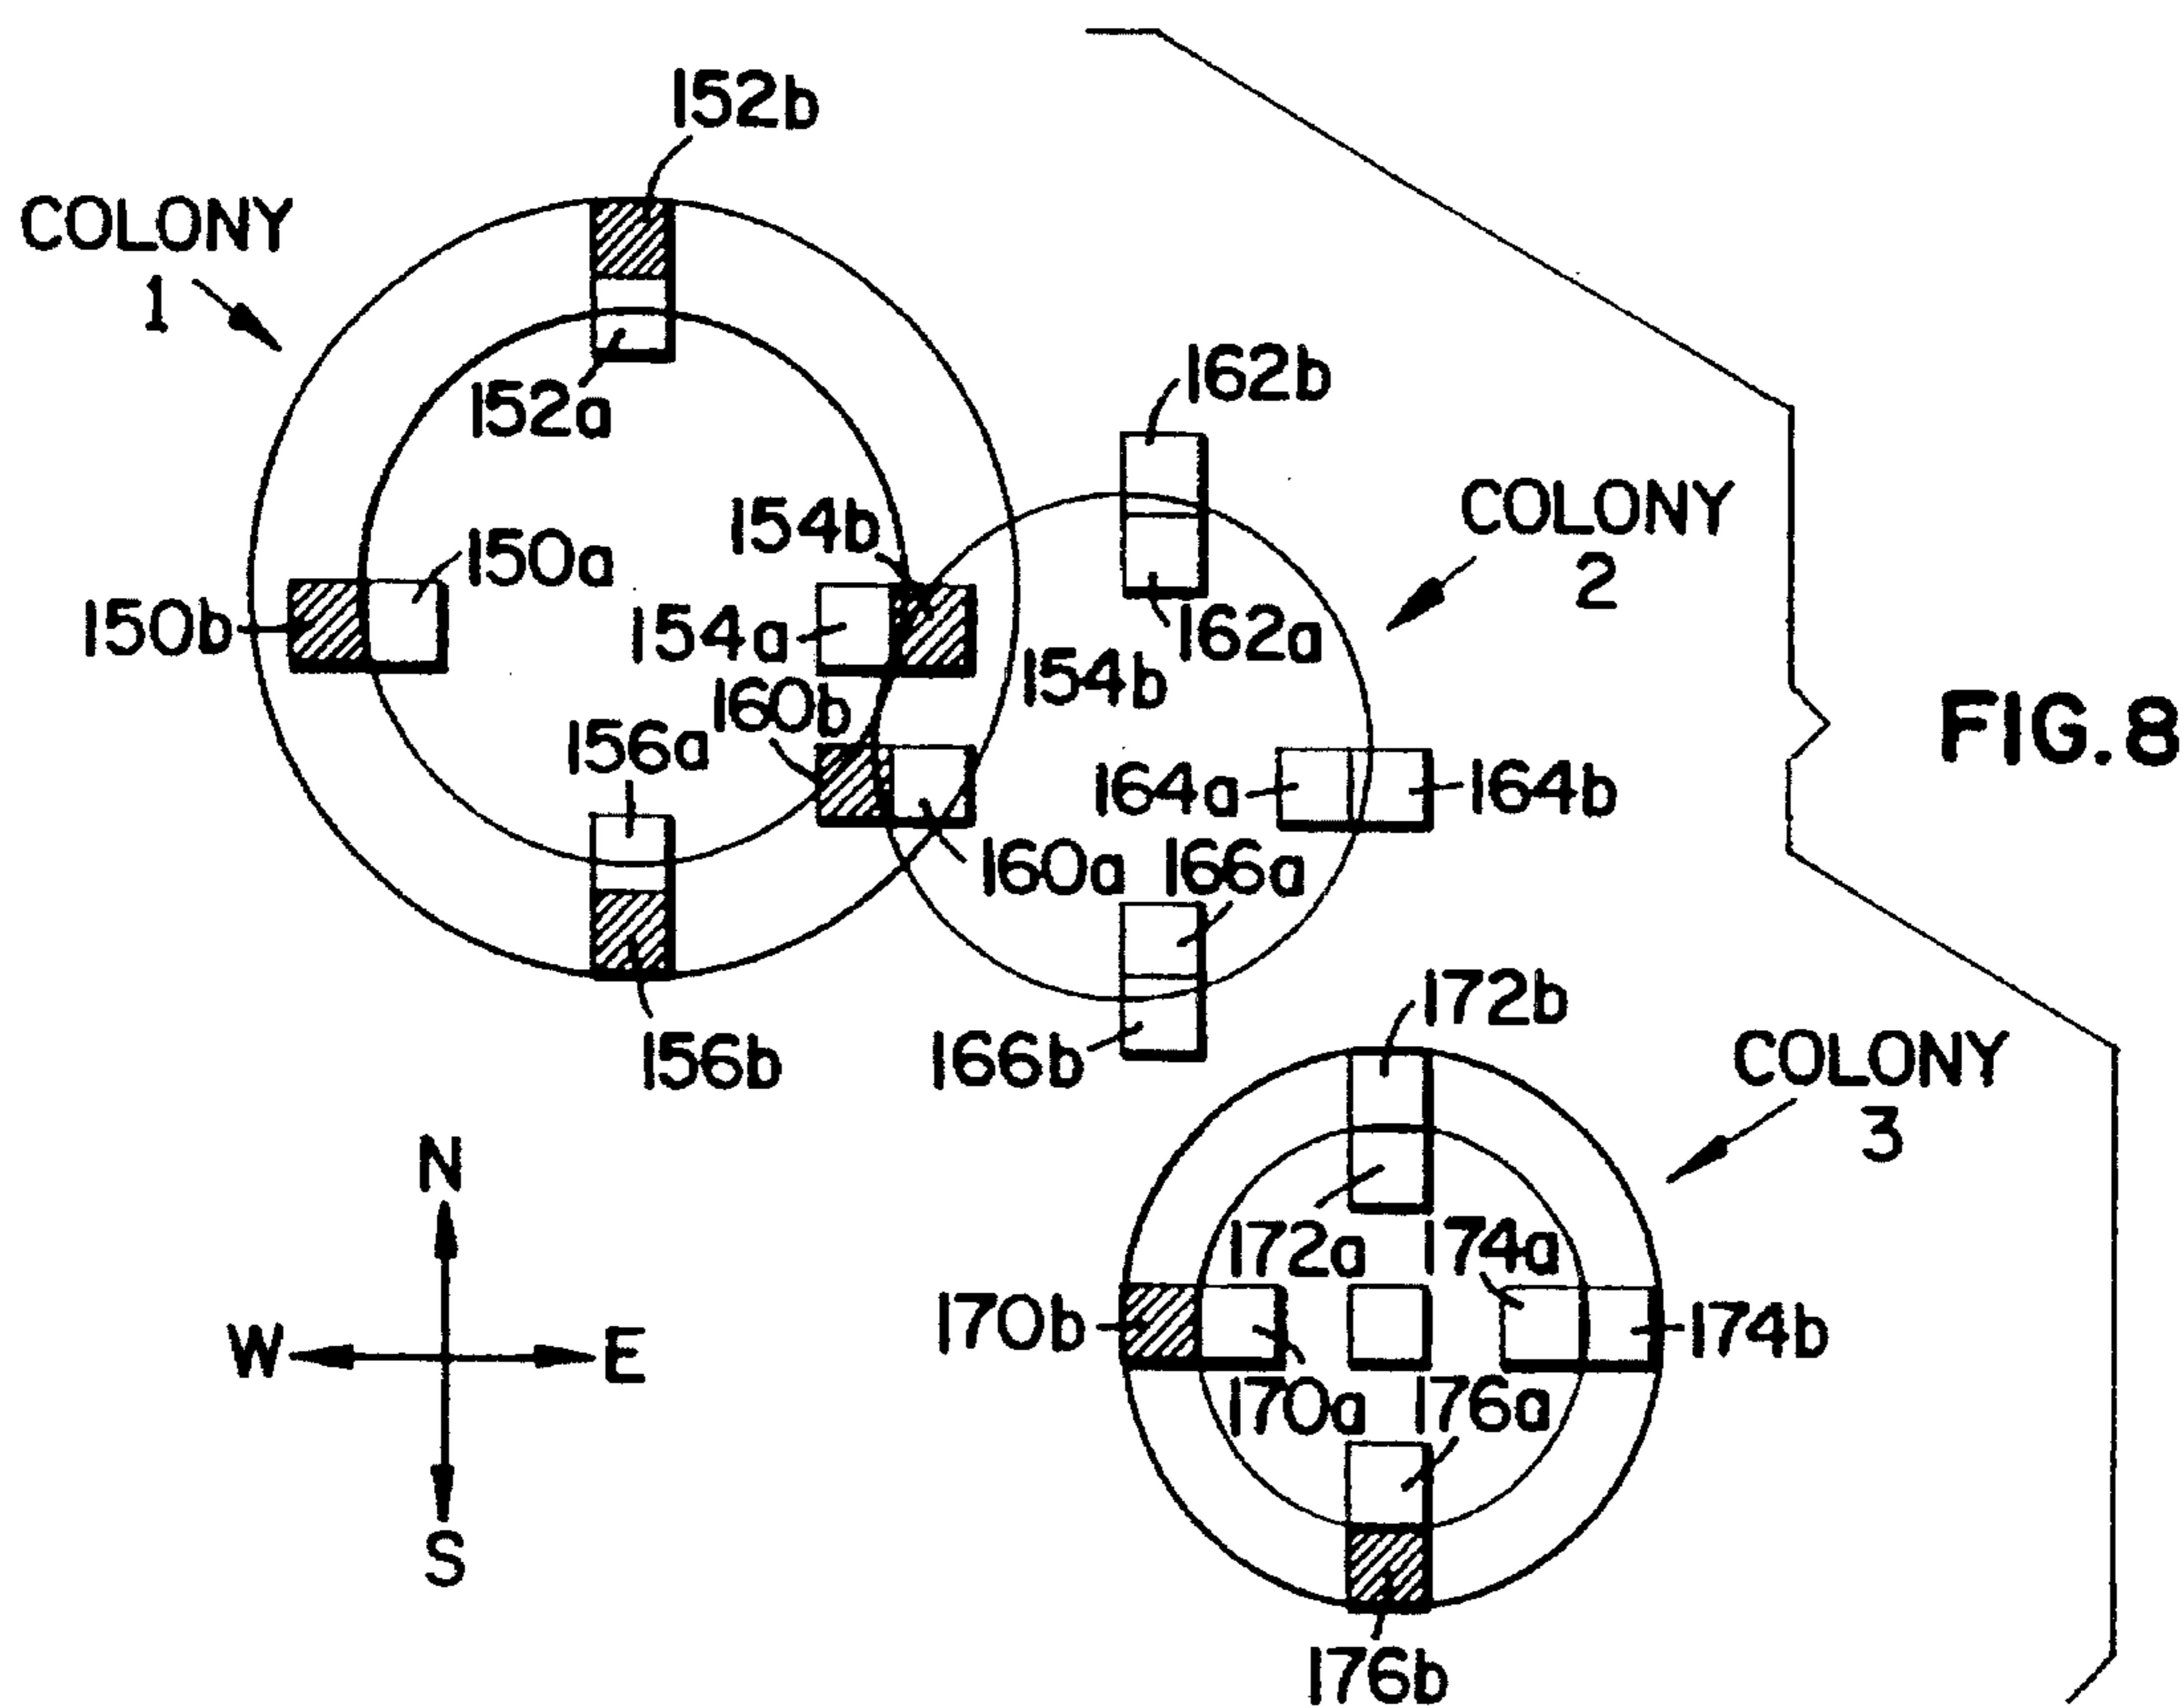 152b
COLONY
1
152a
162b
COLONY
2
154b
150a
150b
154a
162a
154b
160b
156a
FIG.8
164a
164b
160a
166a
172b
166b
156b
COLONY
3
N
172a
174a
170b
174b
W
E
170a
176a
S
176b